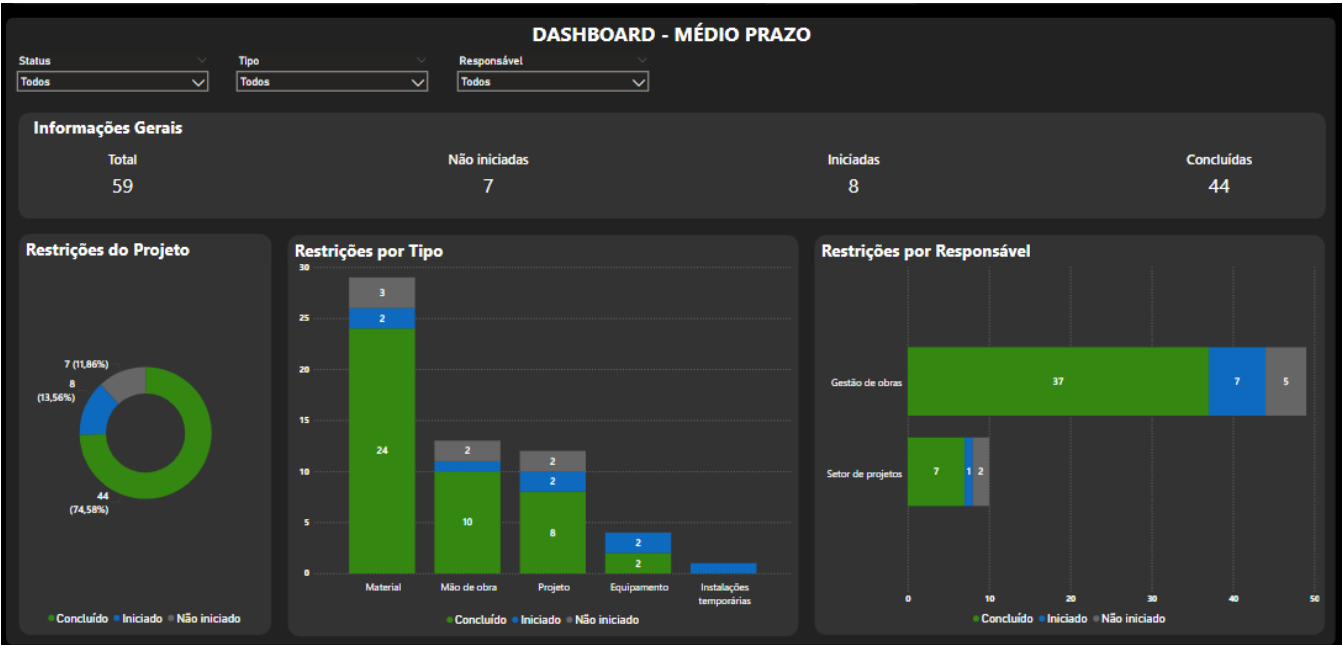 DASHBOARD - MÉDIO PRAZO
Status
Tipo
Responsável
Todos
Todos
Todos
Informações Gerais
Total
Não iniciadas
Iniciadas
Concluídas
59
7
8
44
Restrições do Projeto
7 (11,86%)
8
(13,56%)
44
(74,58%)
Concluído Iniciado Não iniciado
Restrições por Tipo
30
25
20
15
10
5
0
3
2
24
2
10
2
2
8
2
2
Material
Mão de obra
Projeto
Equipamento
Instalações
temporárias
Concluído Iniciado Não iniciado
Restrições por Responsável
Gestão de obras
37
7
5
Setor de projetos
7
1
2
0
10
20
30
40
50
Concluído Iniciado Não iniciado